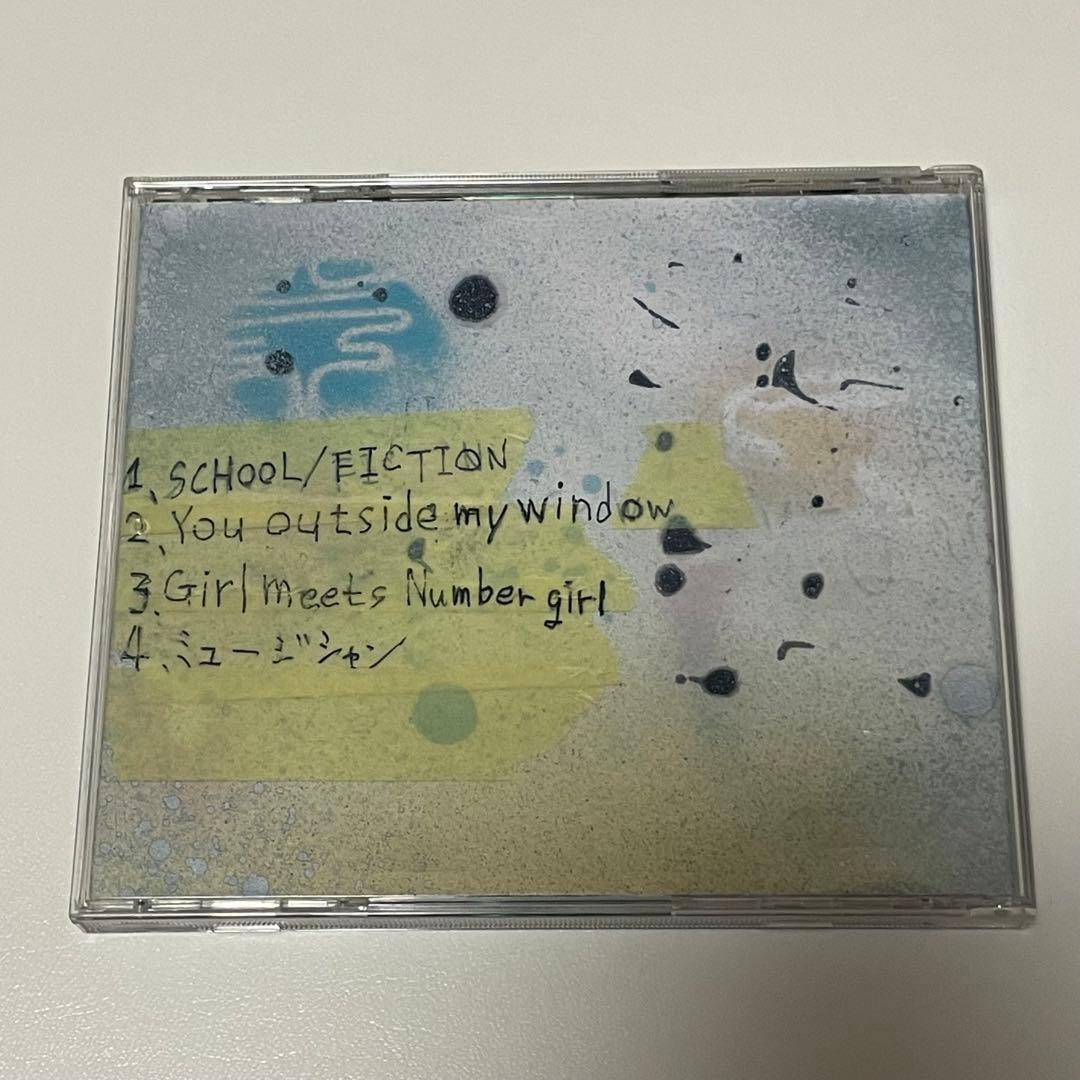 1、SCHOOL/FICTION
2、You outside my window
3、Girl meets Number girl
4、ミュージシャン